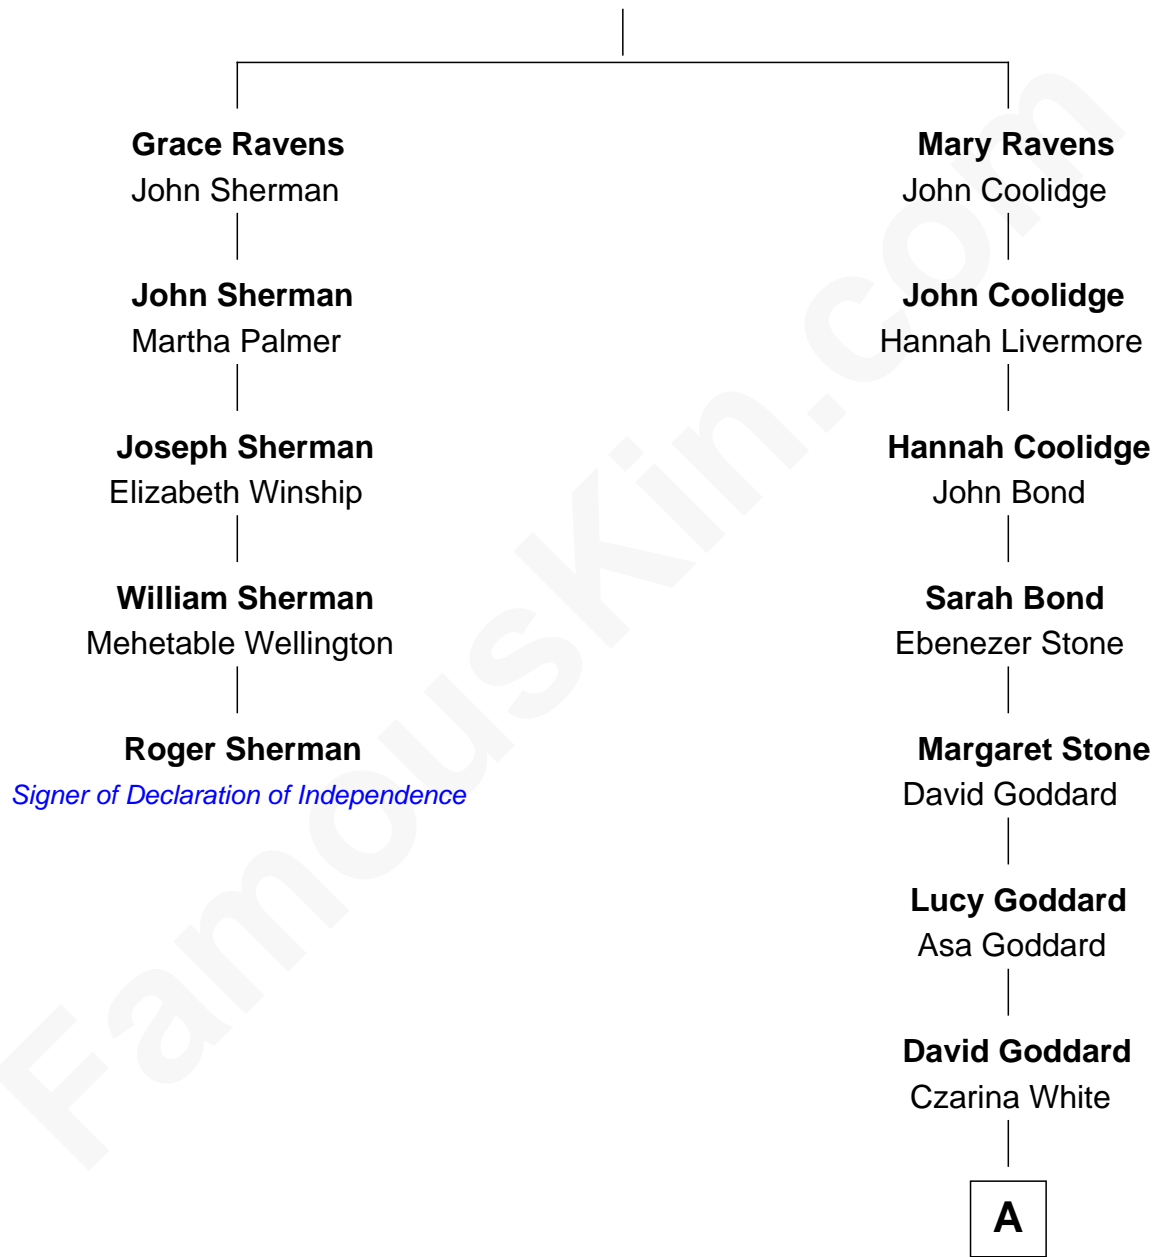 Grace Ravens
John Sherman
John Sherman
Martha Palmer
Joseph Sherman
Elizabeth Winship
William Sherman
Mehetable Wellington
Roger Sherman
Signer of Declaration of Independence
Mary Ravens
John Coolidge
John Coolidge
Hannah Livermore
Hannah Coolidge
John Bond
Sarah Bond
Ebenezer Stone
Margaret Stone
David Goddard
Lucy Goddard
Asa Goddard
David Goddard
Czarina White
A
FamousKin.com